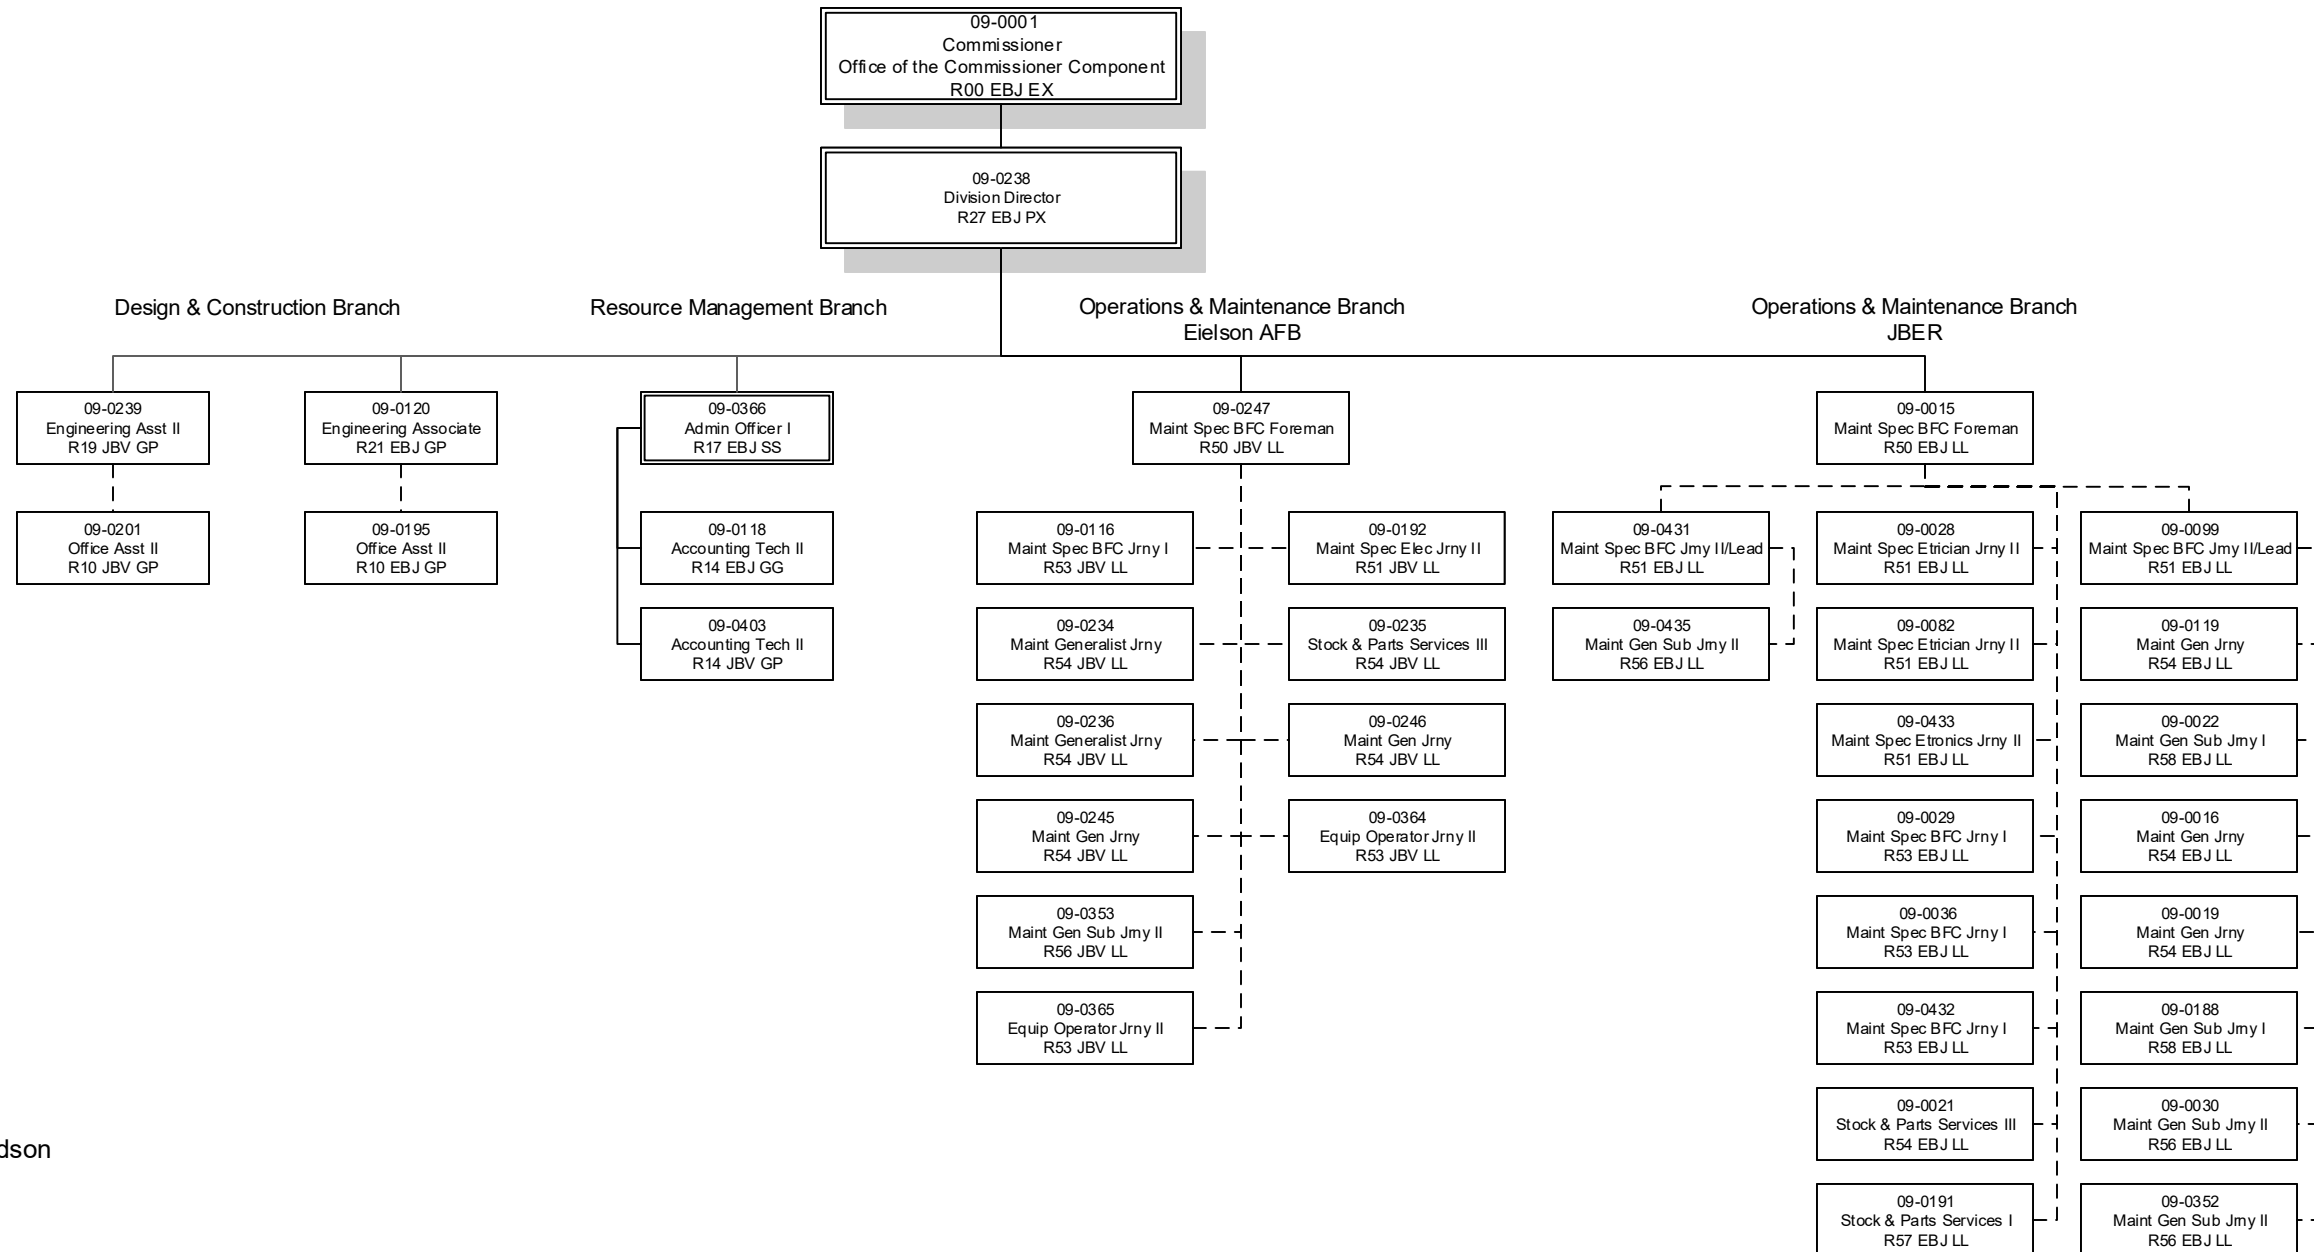 09-0001
Commissioner
Office of the Commissioner Component
R00 EBJ EX
09-0238
Division Director
R27 EBJ PX
Design & Construction Branch
Resource Management Branch
Operations & Maintenance Branch
Eielson AFB
Operations & Maintenance Branch
JBER
09-0239
Engineering Asst II
R19 JBV GP
09-0120
Engineering Associate
R21 EBJ GP
09-0366
Admin Officer I
R17 EBJ SS
09-0247
Maint Spec BFC Foreman
R50 JBV LL
09-0015
Maint Spec BFC Foreman
R50 EBJ LL
09-0201
Office Asst II
R10 JBV GP
09-0195
Office Asst II
R10 EBJ GP
09-0118
Accounting Tech II
R14 EBJ GG
09-0403
Accounting Tech II
R14 JBV GP
09-0116
Maint Spec BFC Jrny I
R53 JBV LL
09-0192
Maint Spec Elec Jrny II
R51 JBV LL
09-0234
Maint Generalist Jrny
R54 JBV LL
09-0235
Stock & Parts Services III
R54 JBV LL
09-0236
Maint Generalist Jrny
R54 JBV LL
09-0246
Maint Gen Jrny
R54 JBV LL
09-0245
Maint Gen Jrny
R54 JBV LL
09-0364
Equip Operator Jrny II
R53 JBV LL
09-0353
Maint Gen Sub Jrny II
R56 JBV LL
09-0365
Equip Operator Jrny II
R53 JBV LL
09-0431
Maint Spec BFC Jrny II/Lead
R51 EBJ LL
09-0435
Maint Gen Sub Jrny II
R56 EBJ LL
09-0028
Maint Spec Etrician Jrny II
R51 EBJ LL
09-0082
Maint Spec Etrician Jrny II
R51 EBJ LL
09-0433
Maint Spec Etronics Jrny II
R51 EBJ LL
09-0029
Maint Spec BFC Jrny I
R53 EBJ LL
09-0036
Maint Spec BFC Jrny I
R53 EBJ LL
09-0432
Maint Spec BFC Jrny I
R53 EBJ LL
09-0021
Stock & Parts Services III
R54 EBJ LL
09-0191
Stock & Parts Services I
R57 EBJ LL
09-0099
Maint Spec BFC Jrny II/Lead
R51 EBJ LL
09-0119
Maint Gen Jrny
R54 EBJ LL
09-0022
Maint Gen Sub Jrny I
R58 EBJ LL
09-0016
Maint Gen Jrny
R54 EBJ LL
09-0019
Maint Gen Jrny
R54 EBJ LL
09-0188
Maint Gen Sub Jrny I
R58 EBJ LL
09-0030
Maint Gen Sub Jrny II
R56 EBJ LL
09-0352
Maint Gen Sub Jrny II
R56 EBJ LL
dson